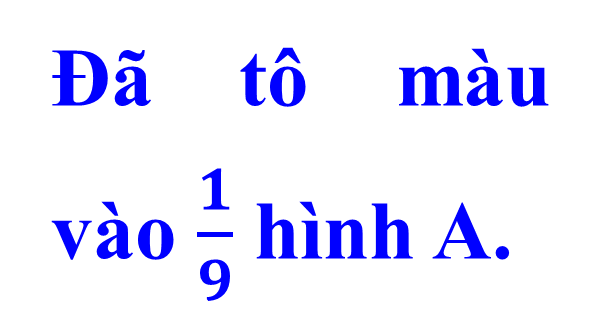 Đã tô màu
vào 1/9 hình A.